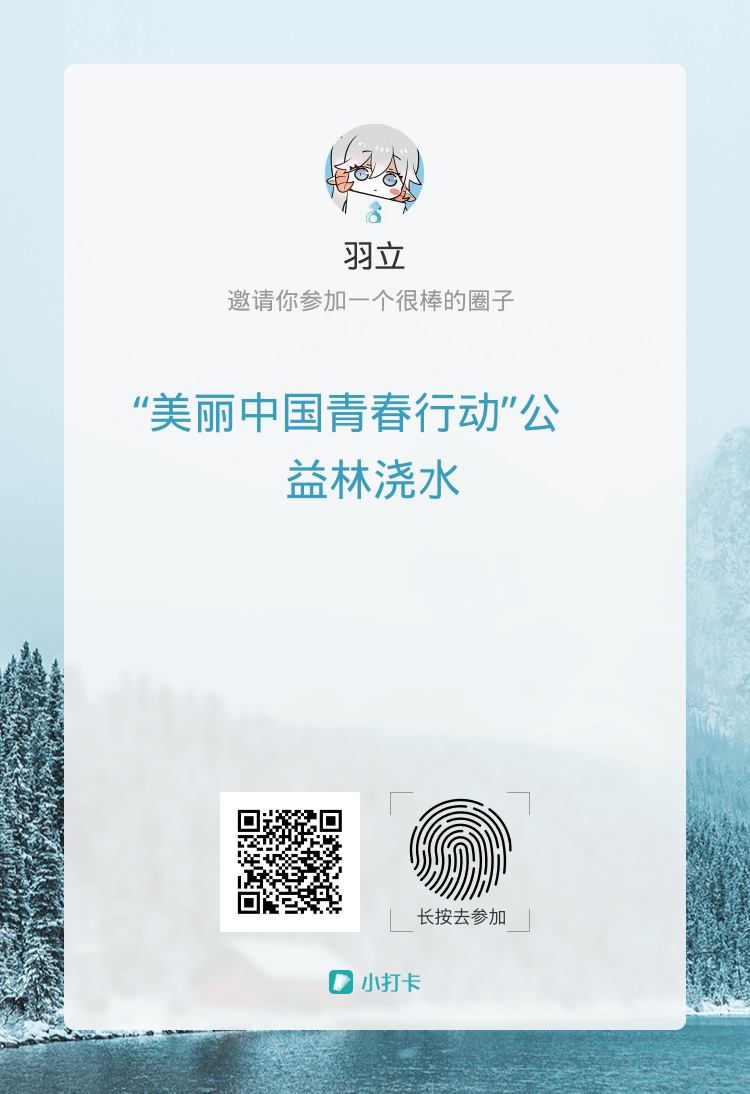 羽立
邀请你参加一个很棒的圈子
“美丽中国青春行动”公
益林浇水
长按去参加
小打卡